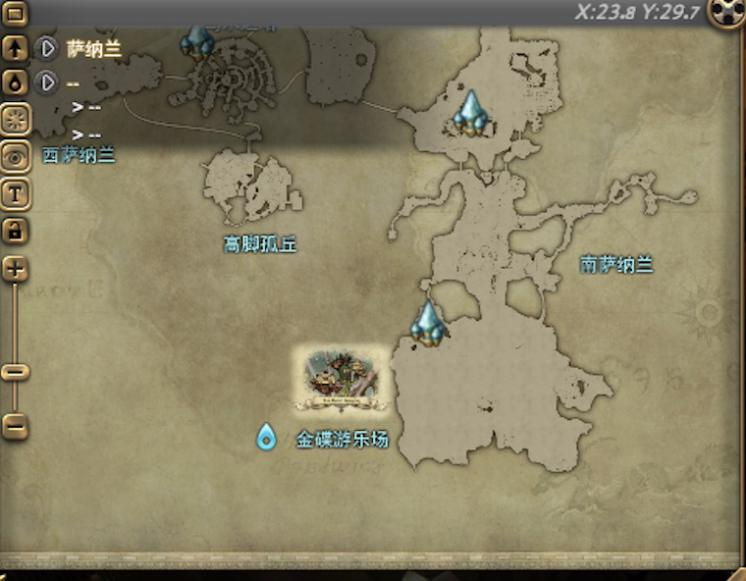 X:23.8 Y:29.7
萨纳兰
--
> --
> --
西萨纳兰
高脚孤丘
南萨纳兰
金碟游乐场
T